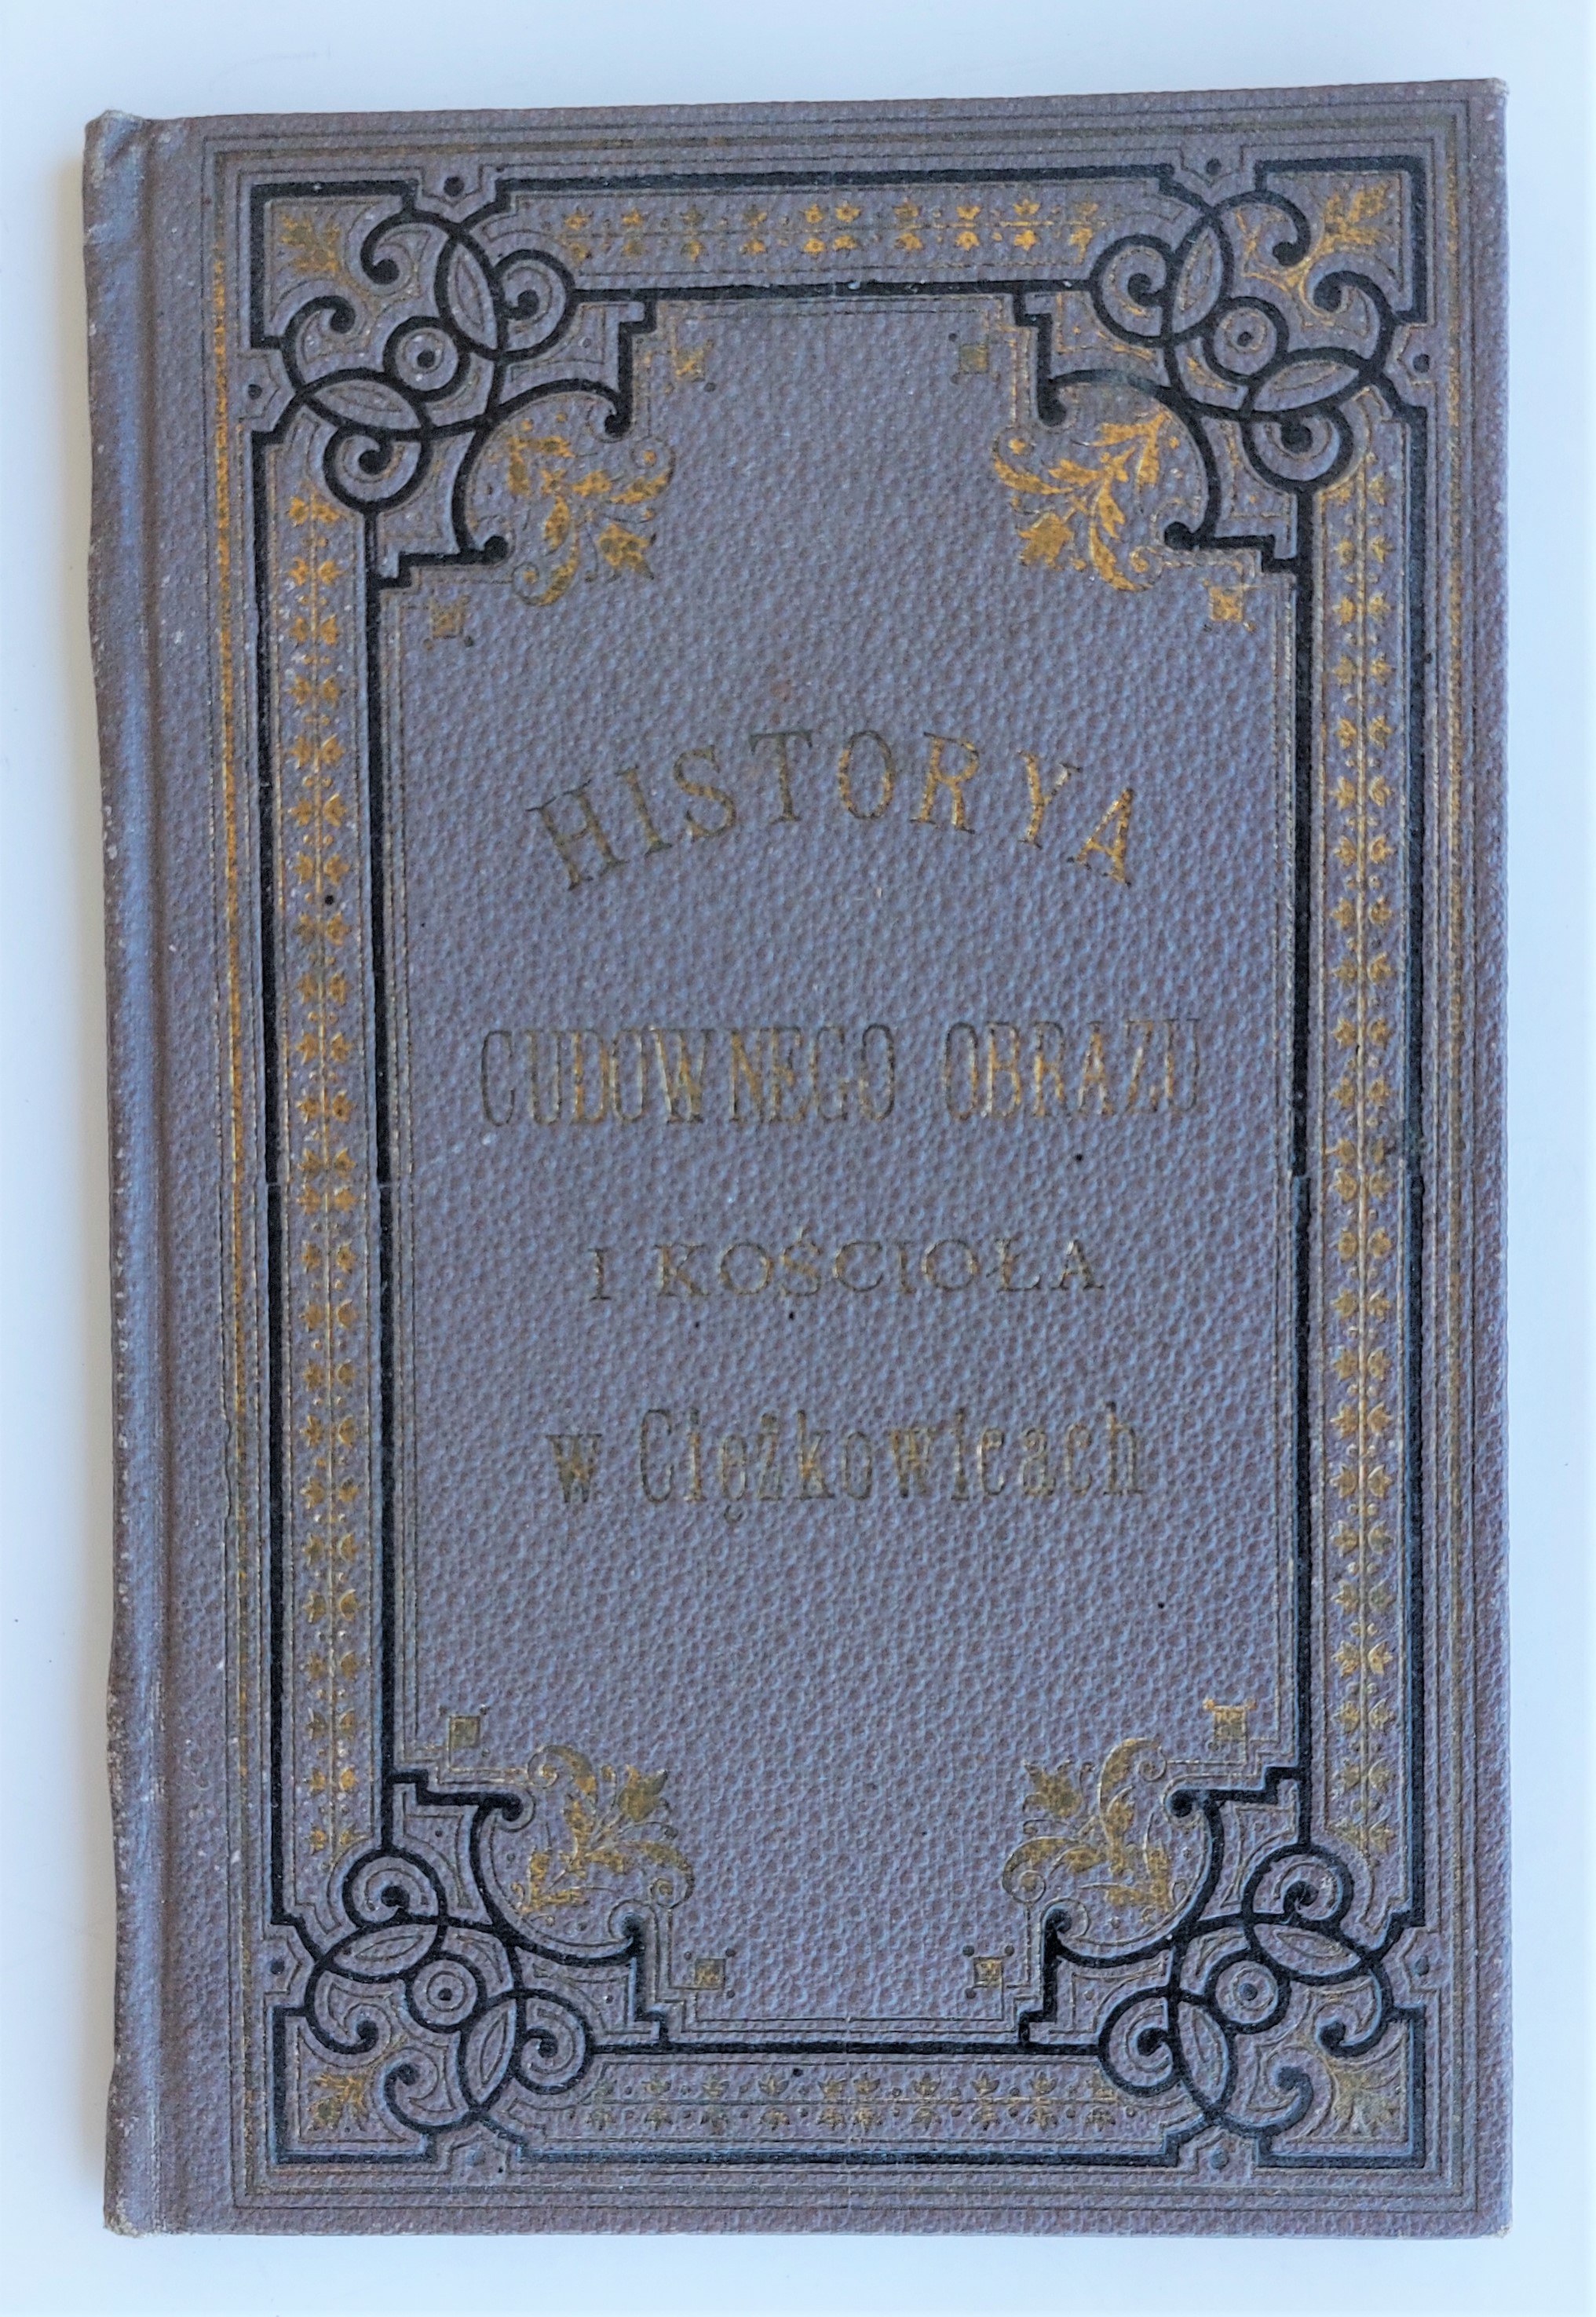 HISTORYA
CUDOWNEGO OBRAZU
I KOŚCIOŁA
w Ciężkowicach